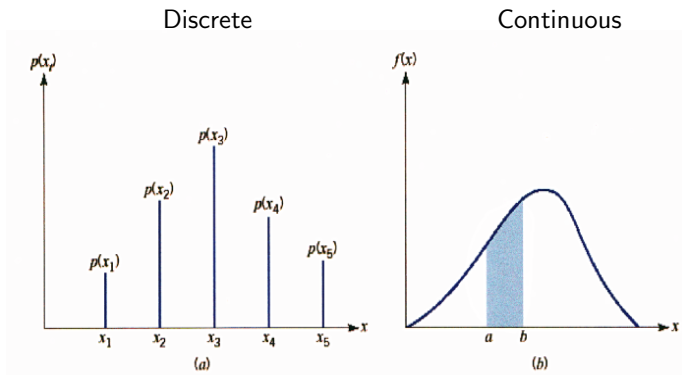 Discrete
Continuous
p(xᵢ)
f(x)
p(x₃)
p(x₂)
p(x₄)
p(x₅)
p(x₁)
x₁ x₂ x₃ x₄ x₅ x
a b x
(a)
(b)